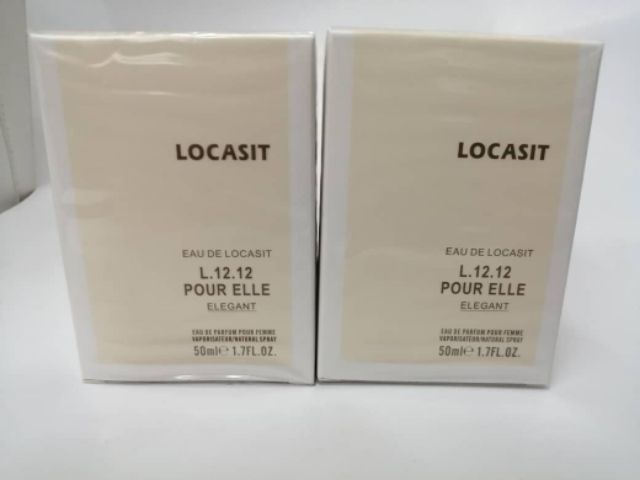 LOCASIT
EAU DE LOCASIT
L.12.12
POUR ELLE
ELEGANT
EAU DE PARFUM POUR FEMME
VAPORISATEUR/NATURAL SPRAY
50ml℮ 1.7FL.OZ.
LOCASIT
EAU DE LOCASIT
L.12.12
POUR ELLE
ELEGANT
EAU DE PARFUM POUR FEMME
VAPORISATEUR/NATURAL SPRAY
50ml℮ 1.7FL.OZ.